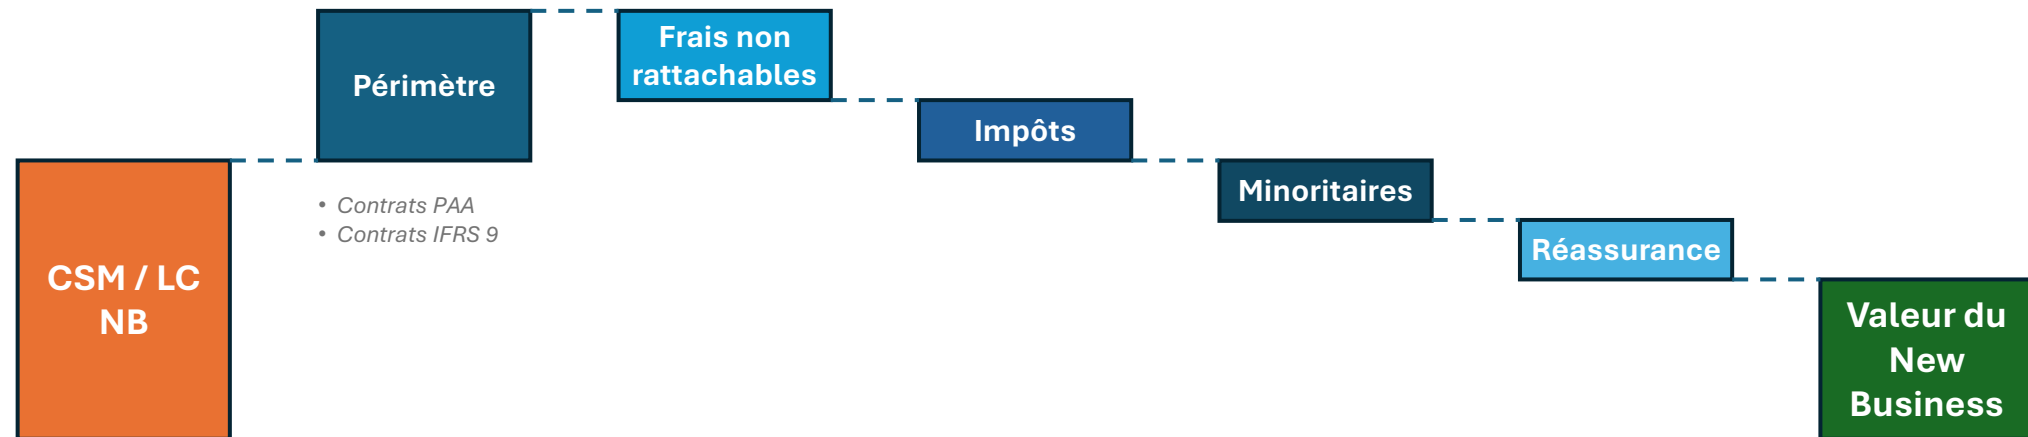 CSM / LC
NB
Périmètre
• Contrats PAA
• Contrats IFRS 9
Frais non
rattachables
Impôts
Minoritaires
Réassurance
Valeur du
New
Business